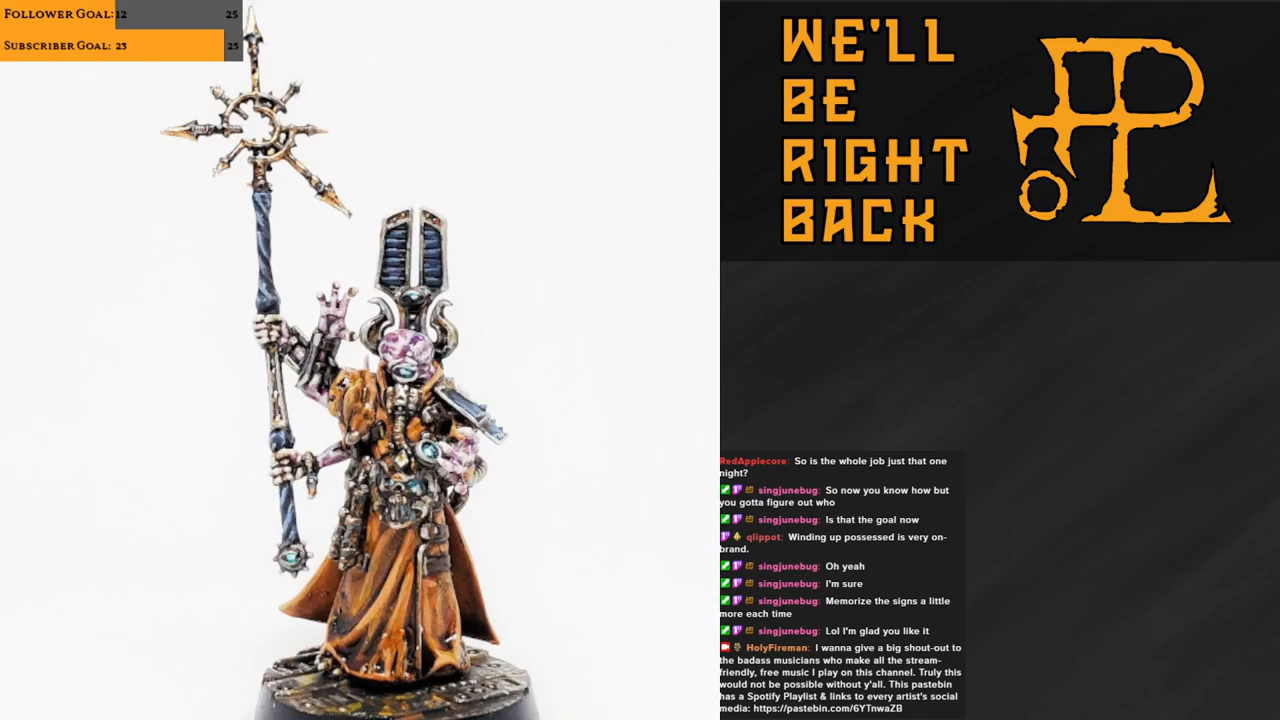 Follower Goal: 12 25
Subscriber Goal: 23 25
WE'LL
BE
RIGHT
BACK
RedApplecore: So is the whole job just that one
night?
singjunebug: So now you know how but
you gotta figure out who
singjunebug: Is that the goal now
qlippot: Winding up possessed is very on-
brand.
singjunebug: Oh yeah
singjunebug: I'm sure
singjunebug: Memorize the signs a little
more each time
singjunebug: Lol I'm glad you like it
HolyFireman: I wanna give a big shout-out to
the badass musicians who make all the stream-
friendly, free music I play on this channel. Truly this
would not be possible without y'all. This pastebin
has a Spotify Playlist & links to every artist's social
media: https://pastebin.com/6YTnwaZB